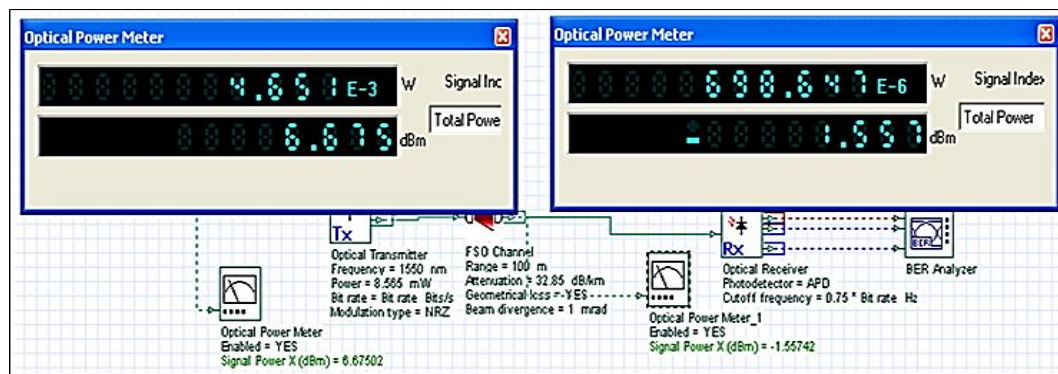 Optical Power Meter
4.651 E-3 W Signal Inc
6.675 dBm Total Powe
Optical Power Meter
698.647 E-6 W Signal Index
- 1.557 dBm Total Power
Tx
Optical Transmitter
Frequency = 1550 nm
Power = 8.565 mW
Bit rate = Bit rate Bits/s
Modulation type = NRZ
FSO Channel
Range = 100 m
Attenuation = 32.85 dB/km
Geometrical loss = YES
Beam divergence = 1 mrad
Rx
Optical Receiver
Photodetector = APD
Cutoff frequency = 0.75 * Bit rate Hz
BER
BER Analyzer
Optical Power Meter
Enabled = YES
Signal Power X (dBm) = 6.67502
Optical Power Meter_1
Enabled = YES
Signal Power X (dBm) = -1.55742